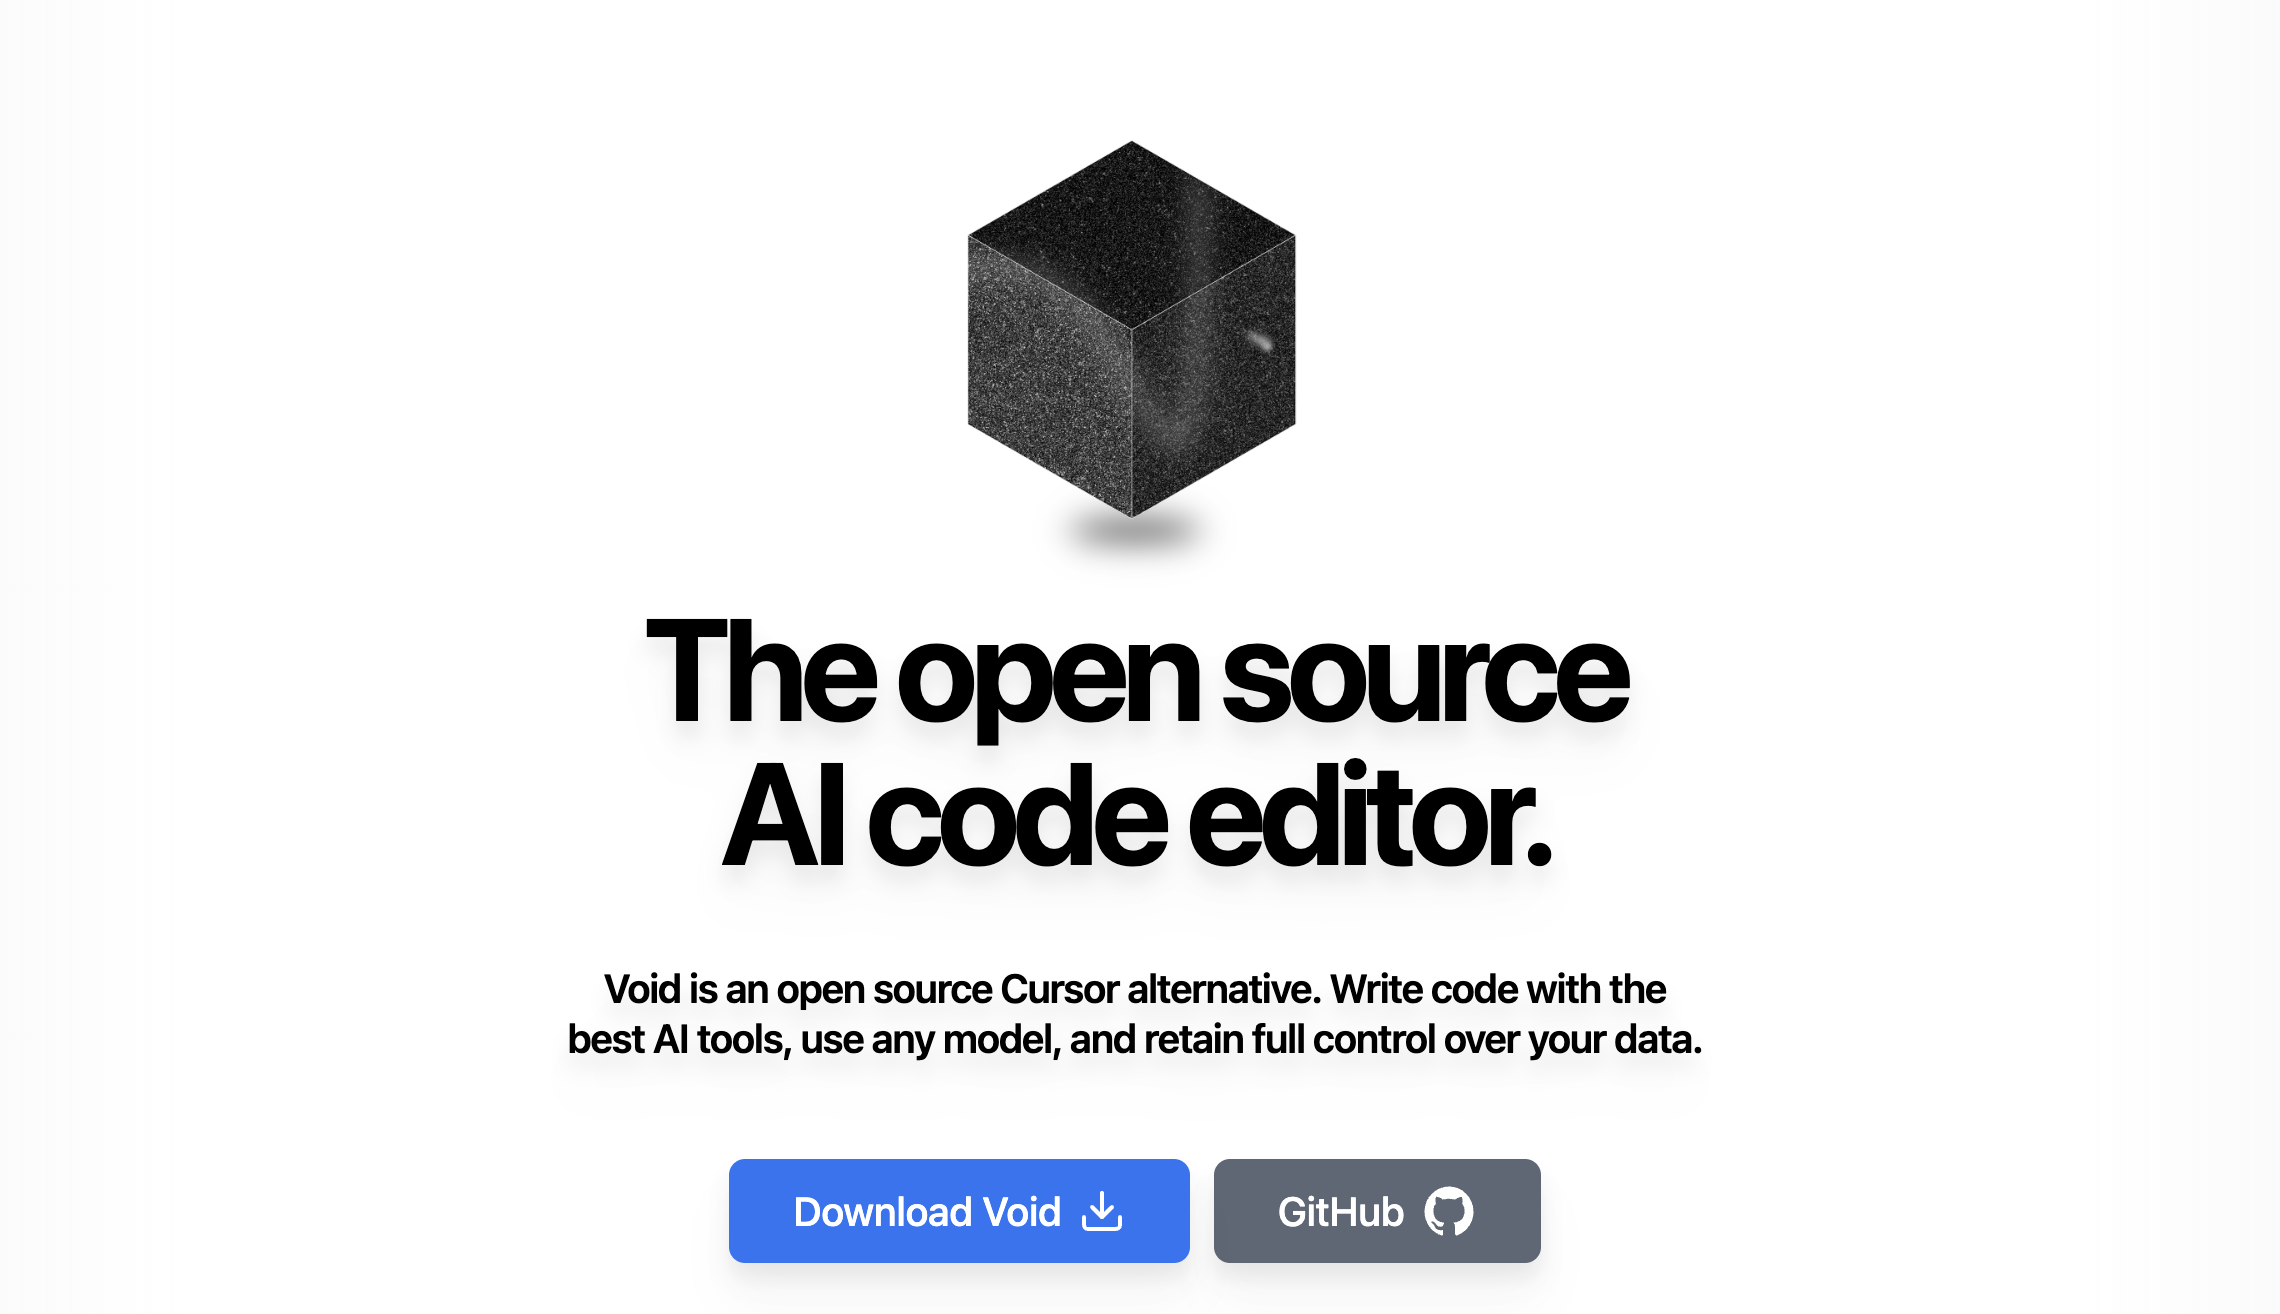 The open source
AI code editor.
Void is an open source Cursor alternative. Write code with the
best AI tools, use any model, and retain full control over your data.
Download Void
GitHub